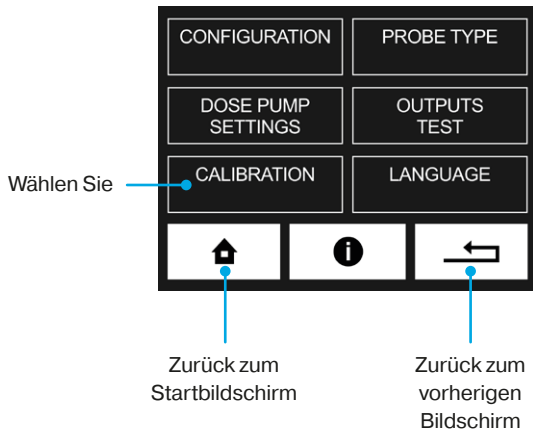 CONFIGURATION
PROBE TYPE
DOSE PUMP
SETTINGS
OUTPUTS
TEST
Wählen Sie
CALIBRATION
LANGUAGE
Zurück zum
Startbildschirm
Zurück zum
vorherigen
Bildschirm